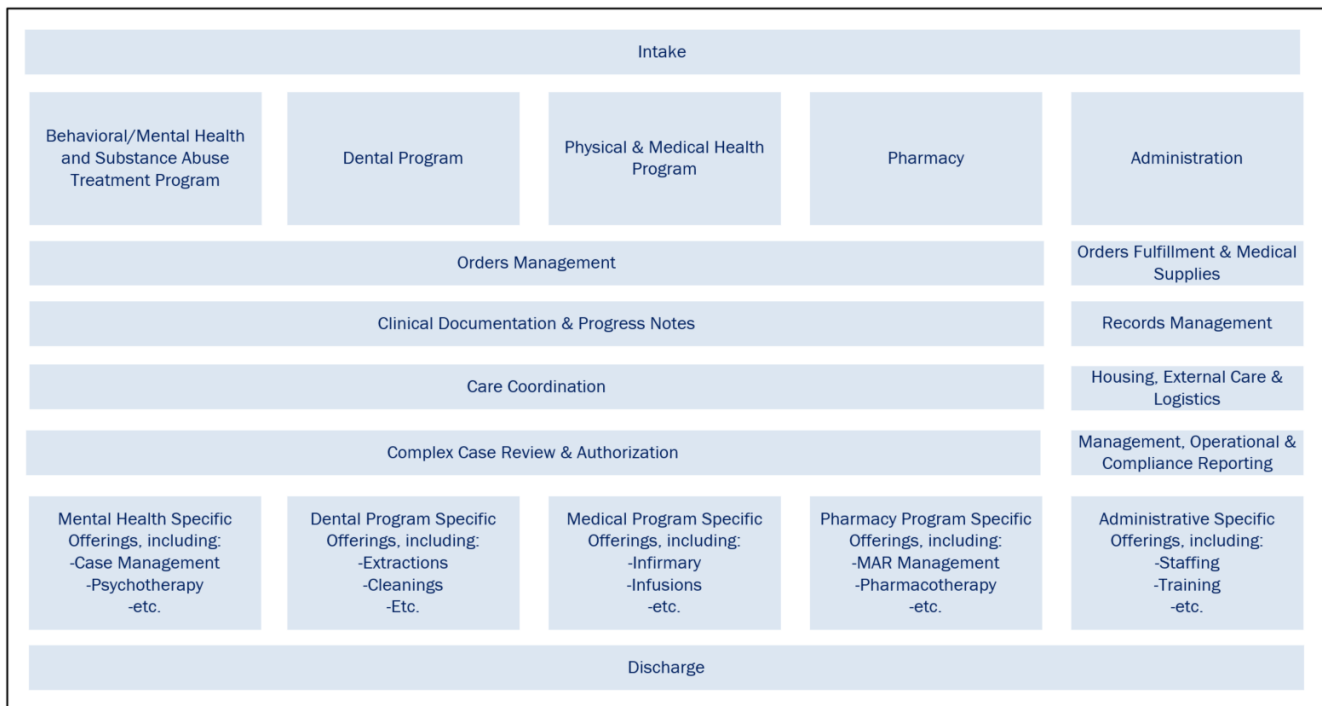 Intake
Behavioral/Mental Health
and Substance Abuse
Treatment Program
Dental Program
Physical & Medical Health
Program
Pharmacy
Administration
Orders Management
Orders Fulfillment & Medical
Supplies
Clinical Documentation & Progress Notes
Records Management
Care Coordination
Housing, External Care &
Logistics
Complex Case Review & Authorization
Management, Operational &
Compliance Reporting
Mental Health Specific
Offerings, including:
-Case Management
-Psychotherapy
-etc.
Dental Program Specific
Offerings, including:
-Extractions
-Cleanings
-Etc.
Medical Program Specific
Offerings, including:
-Infirmary
-Infusions
-etc.
Pharmacy Program Specific
Offerings, including:
-MAR Management
-Pharmacotherapy
-etc.
Administrative Specific
Offerings, including:
-Staffing
-Training
-etc.
Discharge